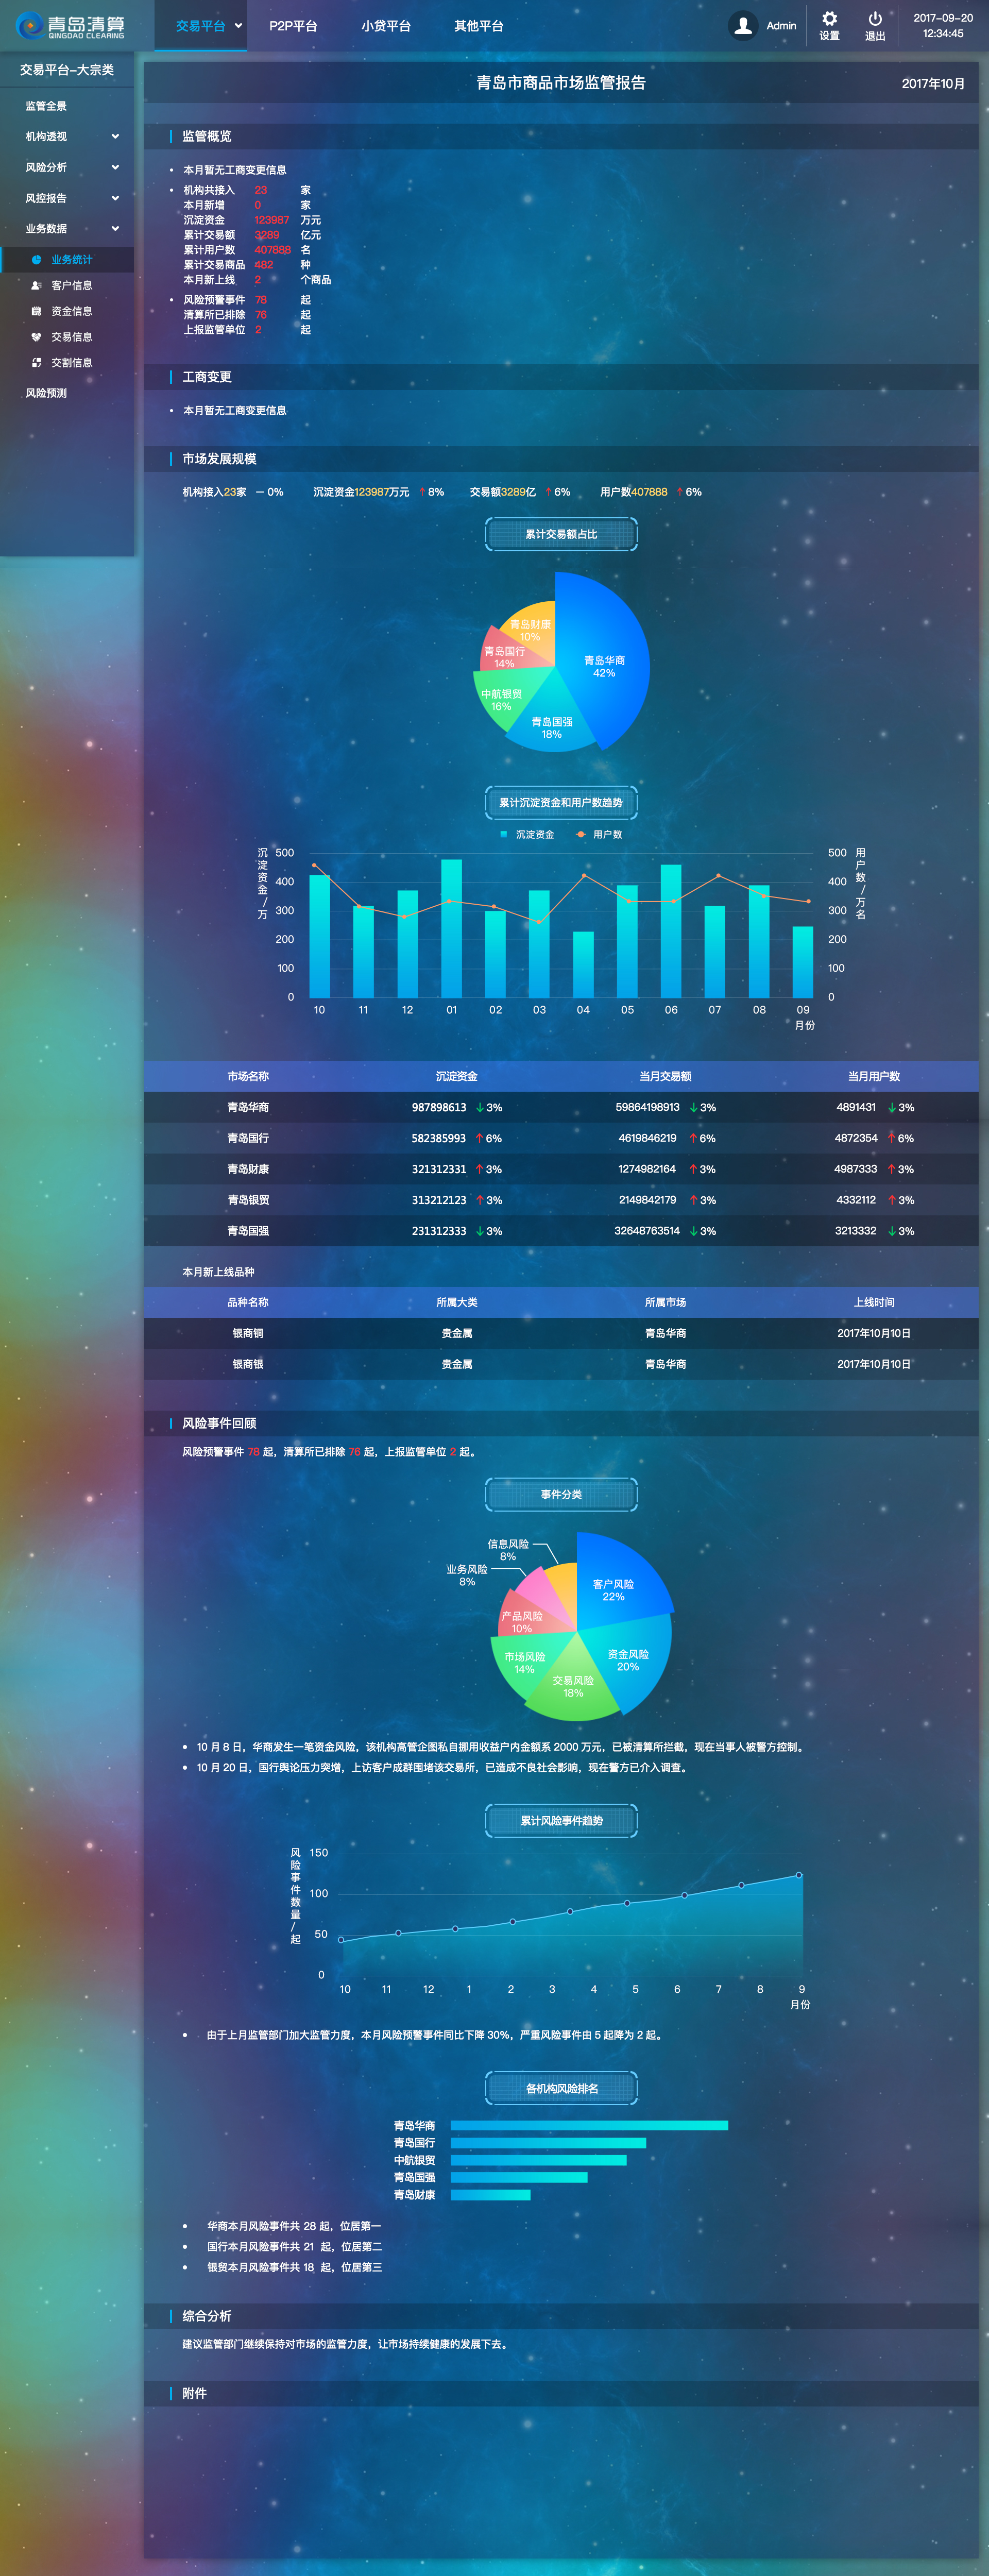 青岛清算
QINGDAO CLEARING
交易平台
P2P平台
小贷平台
其他平台
Admin
设置
退出
2017-09-20
12:34:45
交易平台-大宗类
监管全景
机构透视
风险分析
风控报告
业务数据
业务统计
客户信息
资金信息
交易信息
交割信息
风险预测
青岛市商品市场监管报告
2017年10月
监管概览
本月暂无工商变更信息
机构共接入 23 家
本月新增 0 家
沉淀资金 123987 万元
累计交易额 3289 亿元
累计用户数 407888 名
累计交易商品 482 种
本月新上线 2 个商品
风险预警事件 78 起
清算所已排除 76 起
上报监管单位 2 起
工商变更
本月暂无工商变更信息
市场发展规模
机构接入23家 — 0% 沉淀资金123987万元 ↑ 8% 交易额3289亿 ↑ 6% 用户数407888 ↑ 6%
累计交易额占比
青岛财康
10%
青岛国行
14%
青岛华商
42%
中航银贸
16%
青岛国强
18%
累计沉淀资金和用户数趋势
沉淀资金 用户数
沉淀资金/万
用户数/万名
500 500
400 400
300 300
200 200
100 100
0 0
10 11 12 01 02 03 04 05 06 07 08 09
月份
市场名称 沉淀资金 当月交易额 当月用户数
青岛华商 987898613 ↓ 3% 59864198913 ↓ 3% 4891431 ↓ 3%
青岛国行 582385993 ↑ 6% 4619846219 ↑ 6% 4872354 ↑ 6%
青岛财康 321312331 ↑ 3% 1274982164 ↑ 3% 4987333 ↑ 3%
青岛银贸 313212123 ↑ 3% 2149842179 ↑ 3% 4332112 ↑ 3%
青岛国强 231312333 ↓ 3% 32648763514 ↓ 3% 3213332 ↓ 3%
本月新上线品种
品种名称 所属大类 所属市场 上线时间
银商铜 贵金属 青岛华商 2017年10月10日
银商银 贵金属 青岛华商 2017年10月10日
风险事件回顾
风险预警事件 78 起，清算所已排除 76 起，上报监管单位 2 起。
事件分类
信息风险
8%
业务风险
8%
客户风险
22%
产品风险
10%
资金风险
20%
市场风险
14%
交易风险
18%
10 月 8 日，华商发生一笔资金风险，该机构高管企图私自挪用收益户内金额系 2000 万元，已被清算所拦截，现在当事人被警方控制。
10 月 20 日，国行舆论压力突增，上访客户成群围堵该交易所，已造成不良社会影响，现在警方已介入调查。
累计风险事件趋势
风险事件数量/起
150
100
50
0
10 11 12 1 2 3 4 5 6 7 8 9
月份
由于上月监管部门加大监管力度，本月风险预警事件同比下降 30%，严重风险事件由 5 起降为 2 起。
各机构风险排名
青岛华商
青岛国行
中航银贸
青岛国强
青岛财康
华商本月风险事件共 28 起，位居第一
国行本月风险事件共 21 起，位居第二
银贸本月风险事件共 18 起，位居第三
综合分析
建议监管部门继续保持对市场的监管力度，让市场持续健康的发展下去。
附件